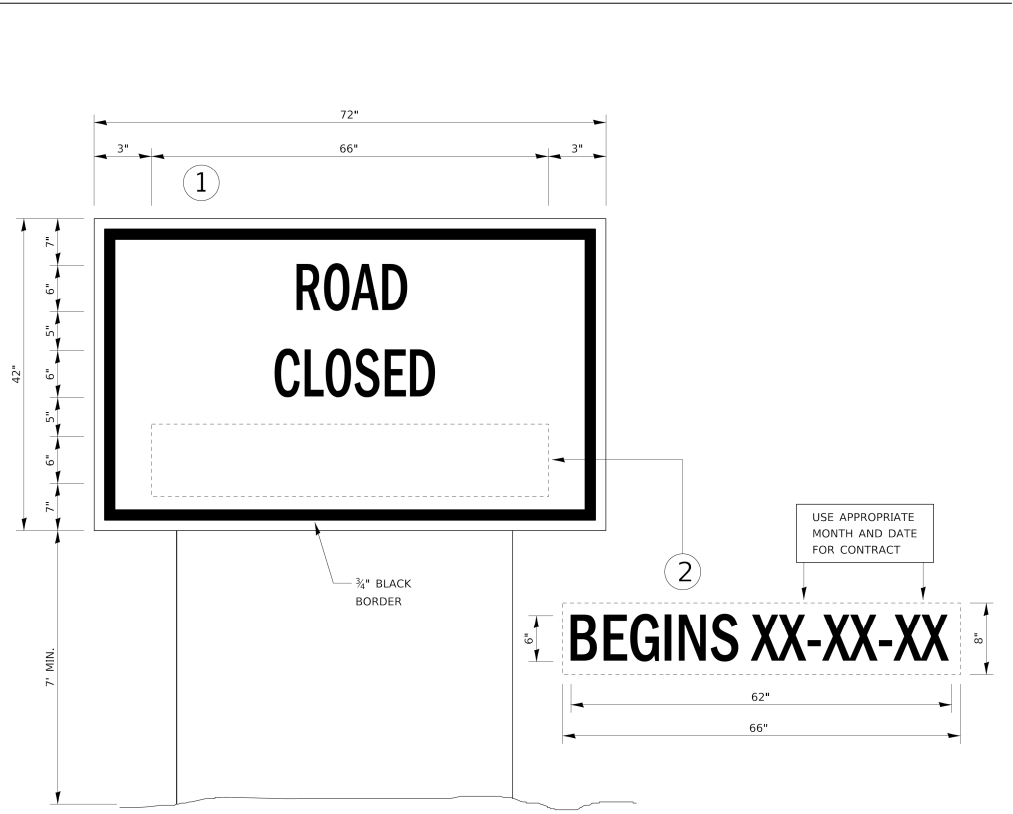 72"
3" 66" 3"
1
7"
6"
5"
6"
5"
6"
7"
42"
ROAD
CLOSED
¾" BLACK
BORDER
7' MIN.
2
USE APPROPRIATE
MONTH AND DATE
FOR CONTRACT
6"
BEGINS XX-XX-XX
8"
62"
66"